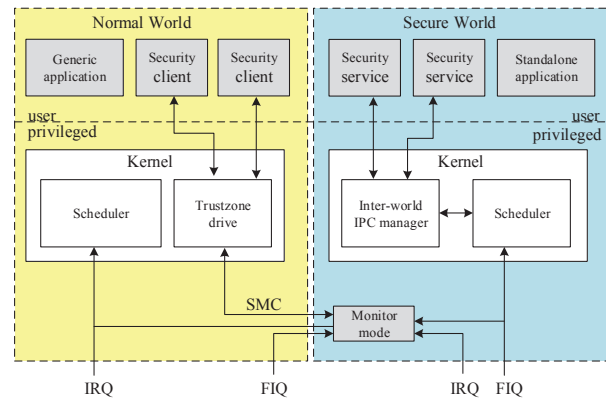 Normal World
Secure World
Generic
application
Security
client
Security
client
Security
service
Security
service
Standalone
application
user
privileged
user
privileged
Kernel
Kernel
Scheduler
Trustzone
drive
Inter-world
IPC manager
Scheduler
SMC
Monitor
mode
IRQ
FIQ
IRQ
FIQ